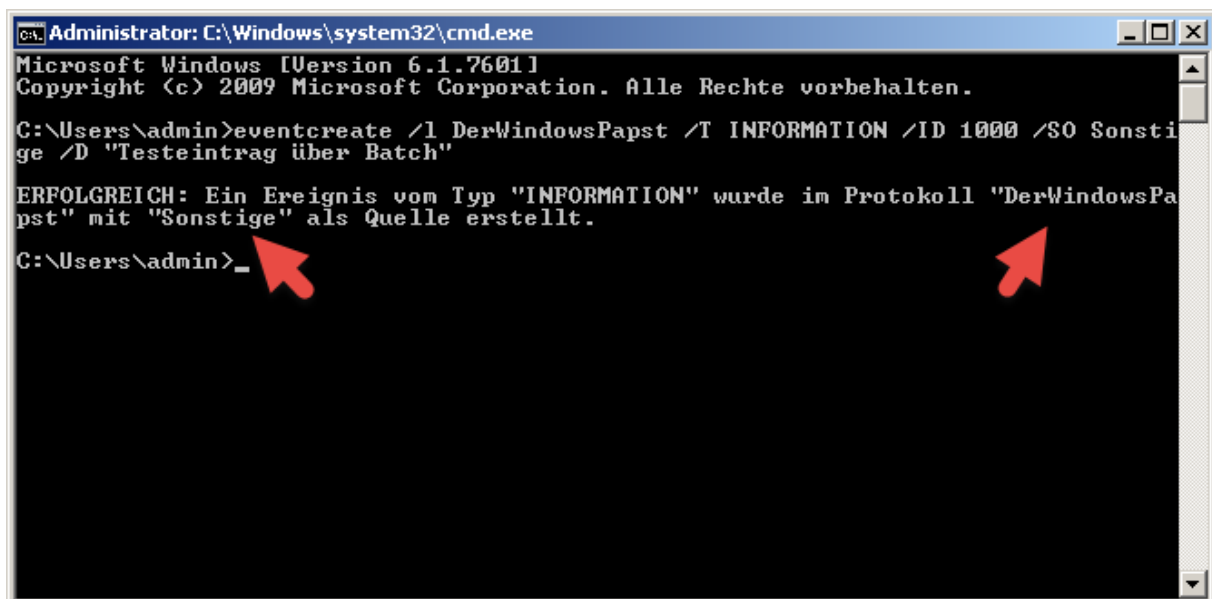 Administrator: C:\Windows\system32\cmd.exe
Microsoft Windows [Version 6.1.7601]
Copyright (c) 2009 Microsoft Corporation. Alle Rechte vorbehalten.
C:\Users\admin>eventcreate /l DerWindowsPapst /T INFORMATION /ID 1000 /SO Sonsti
ge /D "Testeintrag über Batch"
ERFOLGREICH: Ein Ereignis vom Typ "INFORMATION" wurde im Protokoll "DerWindowsPa
pst" mit "Sonstige" als Quelle erstellt.
C:\Users\admin>_